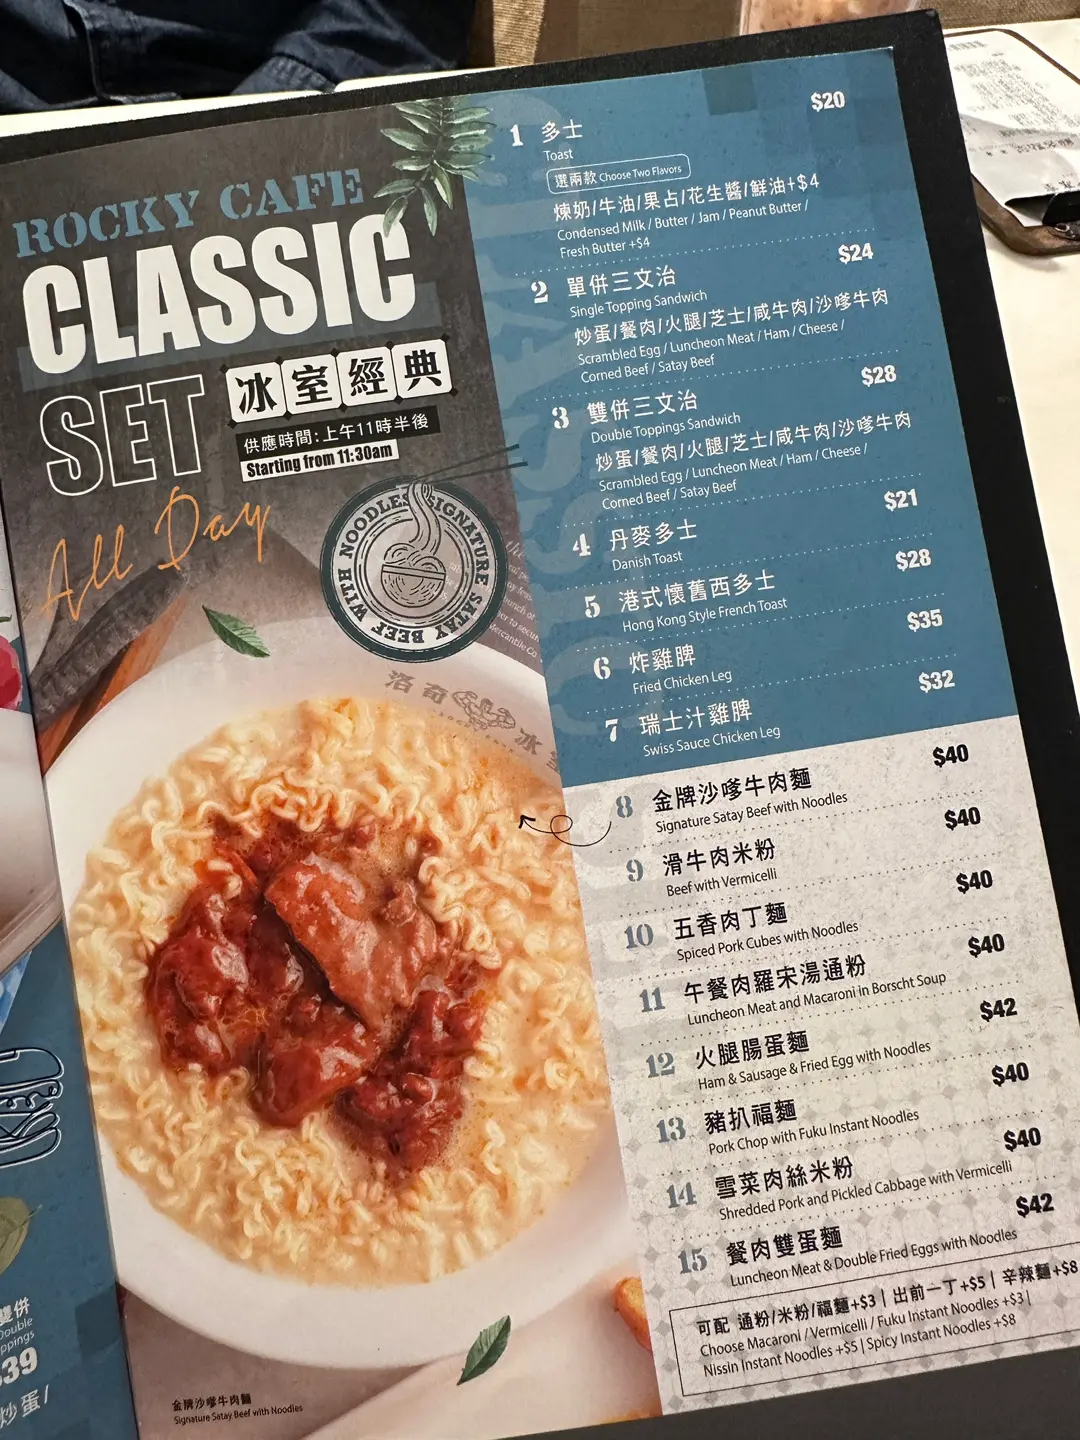 ROCKY CAFE
CLASSIC
SET
冰室經典
供應時間:上午11時半後
Starting from 11:30am
All Day
NOODLES SIGNATURE SATAY BEEF WITH
洛奇
冰室
1 多士 $20
Toast
選兩款 Choose Two Flavors
煉奶/牛油/果占/花生醬/鮮油+$4
Condensed Milk / Butter / Jam / Peanut Butter /
Fresh Butter +$4
2 單併三文治 $24
Single Topping Sandwich
炒蛋/餐肉/火腿/芝士/咸牛肉/沙嗲牛肉
Scrambled Egg / Luncheon Meat / Ham / Cheese /
Corned Beef / Satay Beef
3 雙併三文治 $28
Double Toppings Sandwich
炒蛋/餐肉/火腿/芝士/咸牛肉/沙嗲牛肉
Scrambled Egg / Luncheon Meat / Ham / Cheese /
Corned Beef / Satay Beef
4 丹麥多士 $21
Danish Toast
5 港式懷舊西多士 $28
Hong Kong Style French Toast
6 炸雞脾 $35
Fried Chicken Leg
7 瑞士汁雞脾 $32
Swiss Sauce Chicken Leg
8 金牌沙嗲牛肉麵 $40
Signature Satay Beef with Noodles
9 滑牛肉米粉 $40
Beef with Vermicelli
10 五香肉丁麵 $40
Spiced Pork Cubes with Noodles
11 午餐肉羅宋湯通粉 $40
Luncheon Meat and Macaroni in Borscht Soup
12 火腿腸蛋麵 $42
Ham & Sausage & Fried Egg with Noodles
13 豬扒福麵 $40
Pork Chop with Fuku Instant Noodles
14 雪菜肉絲米粉 $40
Shredded Pork and Pickled Cabbage with Vermicelli
15 餐肉雙蛋麵 $42
Luncheon Meat & Double Fried Eggs with Noodles
可配 通粉/米粉/福麵+$3 | 出前一丁+$5 | 辛辣麵+$8
Choose Macaroni / Vermicelli / Fuku Instant Noodles +$3 |
Nissin Instant Noodles +$5 | Spicy Instant Noodles +$8
金牌沙嗲牛肉麵
Signature Satay Beef with Noodles
雙併
Double
ppings
39
炒蛋/